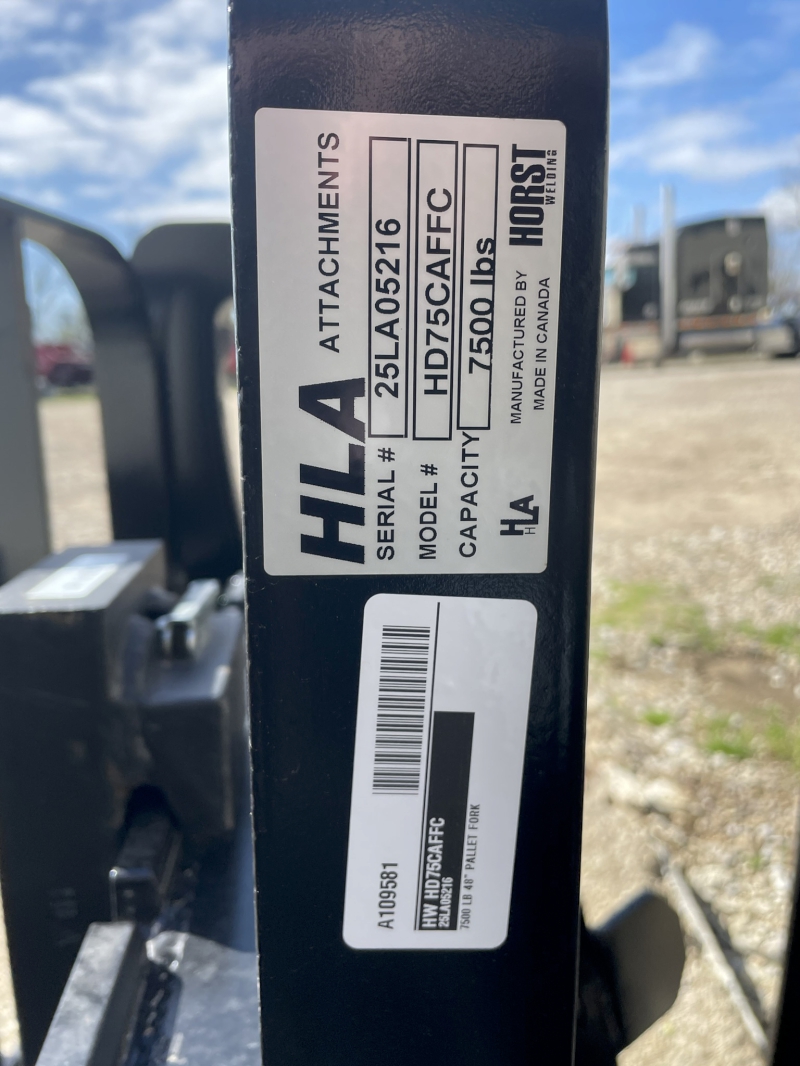 HLA ATTACHMENTS
SERIAL # 25LA05216
MODEL # HD75CAFFC
CAPACITY 7500 lbs
HLA
MANUFACTURED BY
MADE IN CANADA
HORST
WELDING
A109581
HW HD75CAFFC
25LA05216
7500 LB 48" PALLET FORK